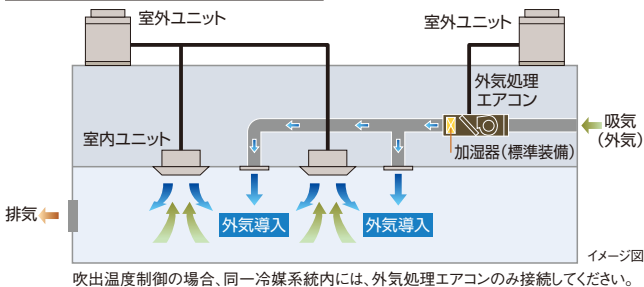 室外ユニット
室外ユニット
外気処理
エアコン
吸気
(外気)
室内ユニット
加湿器(標準装備)
排気
外気導入
外気導入
イメージ図
吹出温度制御の場合、同一冷媒系統内には、外気処理エアコンのみ接続してください。